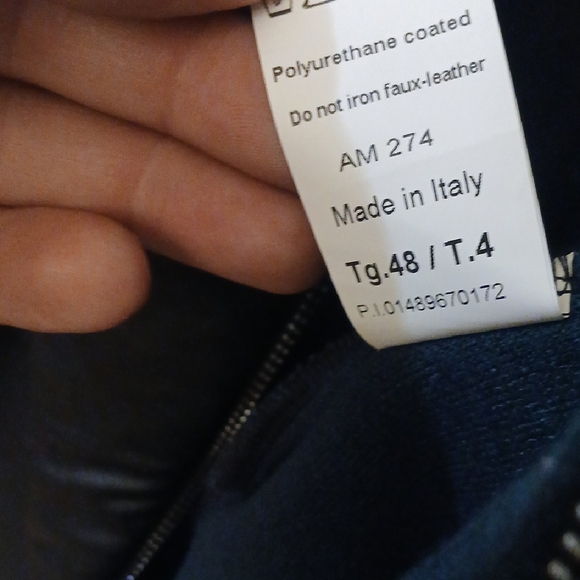 Polyurethane coated
Do not iron faux-leather
AM 274
Made in Italy
Tg.48 / T.4
P.I.01489670172